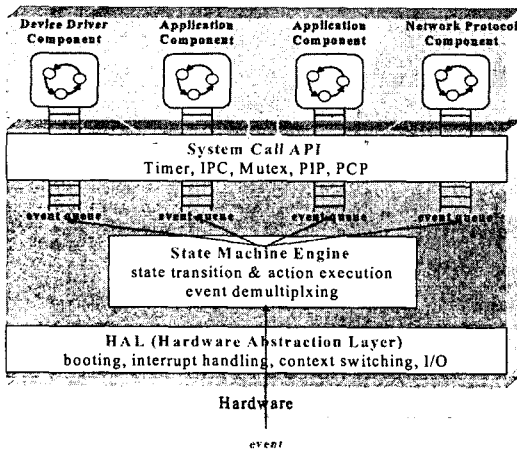 Device Driver Component
Application Component
Application Component
Network Protocol Component
System Call API
Timer, IPC, Mutex, PIP, PCP
event queue
event queue
event queue
event queue
State Machine Engine
state transition & action execution
event demultiplxing
HAL (Hardware Abstraction Layer)
booting, interrupt handling, context switching, I/O
Hardware
event